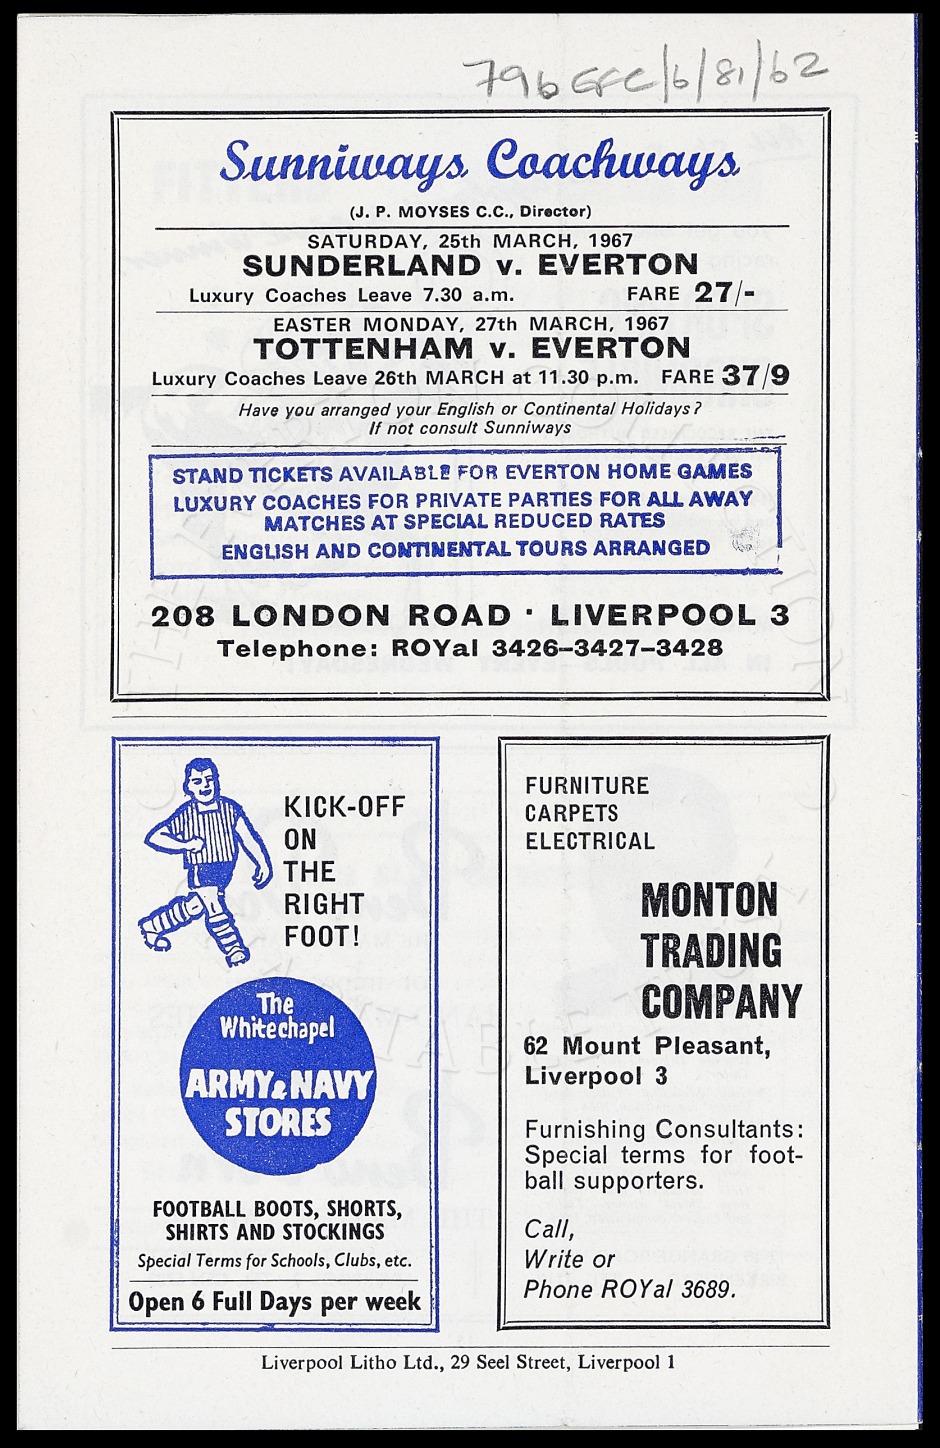 796 EFC/6/81/62
Sunniways Coachways
(J. P. MOYSES C.C., Director)
SATURDAY, 25th MARCH, 1967
SUNDERLAND v. EVERTON
Luxury Coaches Leave 7.30 a.m. FARE 27/-
EASTER MONDAY, 27th MARCH, 1967
TOTTENHAM v. EVERTON
Luxury Coaches Leave 26th MARCH at 11.30 p.m. FARE 37/9
Have you arranged your English or Continental Holidays?
If not consult Sunniways
STAND TICKETS AVAILABLE FOR EVERTON HOME GAMES
LUXURY COACHES FOR PRIVATE PARTIES FOR ALL AWAY
MATCHES AT SPECIAL REDUCED RATES
ENGLISH AND CONTINENTAL TOURS ARRANGED
208 LONDON ROAD · LIVERPOOL 3
Telephone: ROYal 3426–3427–3428
KICK-OFF
ON
THE
RIGHT
FOOT!
The
Whitechapel
ARMY & NAVY
STORES
FOOTBALL BOOTS, SHORTS,
SHIRTS AND STOCKINGS
Special Terms for Schools, Clubs, etc.
Open 6 Full Days per week
FURNITURE
CARPETS
ELECTRICAL
MONTON
TRADING
COMPANY
62 Mount Pleasant,
Liverpool 3
Furnishing Consultants:
Special terms for foot-
ball supporters.
Call,
Write or
Phone ROYal 3689.
Liverpool Litho Ltd., 29 Seel Street, Liverpool 1